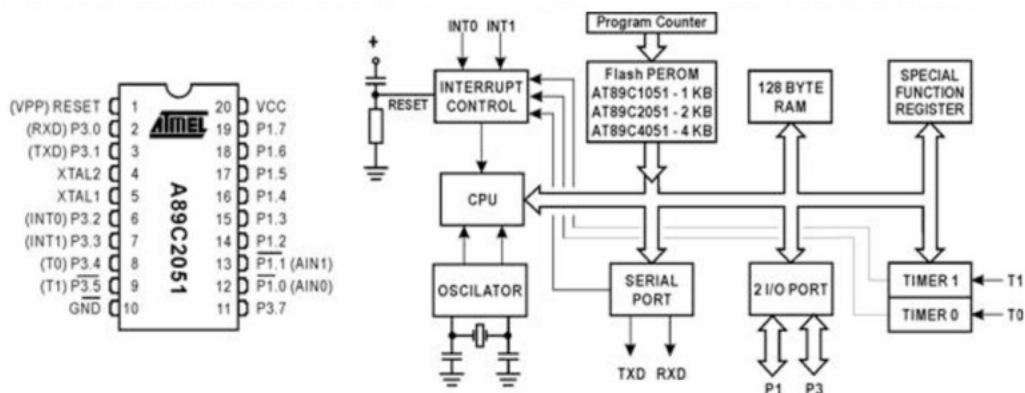 (VPP) RESET 1 20 VCC
(RXD) P3.0 2 19 P1.7
(TXD) P3.1 3 18 P1.6
XTAL2 4 17 P1.5
XTAL1 5 16 P1.4
(INT0) P3.2 6 15 P1.3
(INT1) P3.3 7 14 P1.2
(T0) P3.4 8 13 P1.1 (AIN1)
(T1) P3.5 9 12 P1.0 (AIN0)
GND 10 11 P3.7
ATMEL
A89C2051
INT0 INT1
+
RESET
INTERRUPT
CONTROL
CPU
OSCILATOR
Program Counter
Flash PEROM
AT89C1051 - 1 KB
AT89C2051 - 2 KB
AT89C4051 - 4 KB
SERIAL
PORT
TXD RXD
128 BYTE
RAM
2 I/O PORT
P1 P3
SPECIAL
FUNCTION
REGISTER
TIMER 1
T1
TIMER 0
T0